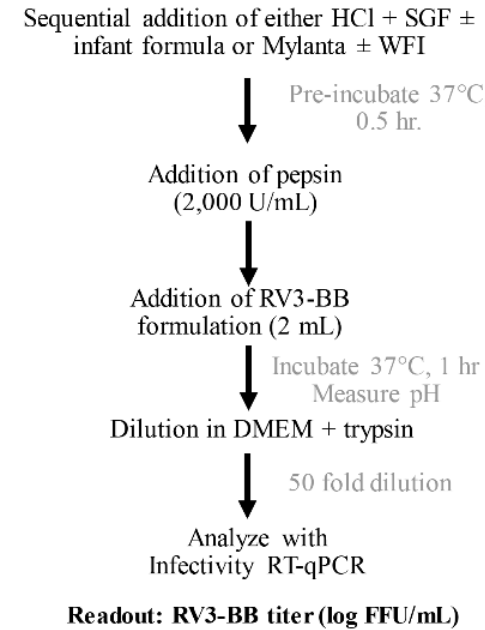 Sequential addition of either HCl + SGF ±
infant formula or Mylanta ± WFI
Pre-incubate 37°C
0.5 hr.
Addition of pepsin
(2,000 U/mL)
Addition of RV3-BB
formulation (2 mL)
Incubate 37°C, 1 hr
Measure pH
Dilution in DMEM + trypsin
50 fold dilution
Analyze with
Infectivity RT-qPCR
Readout: RV3-BB titer (log FFU/mL)